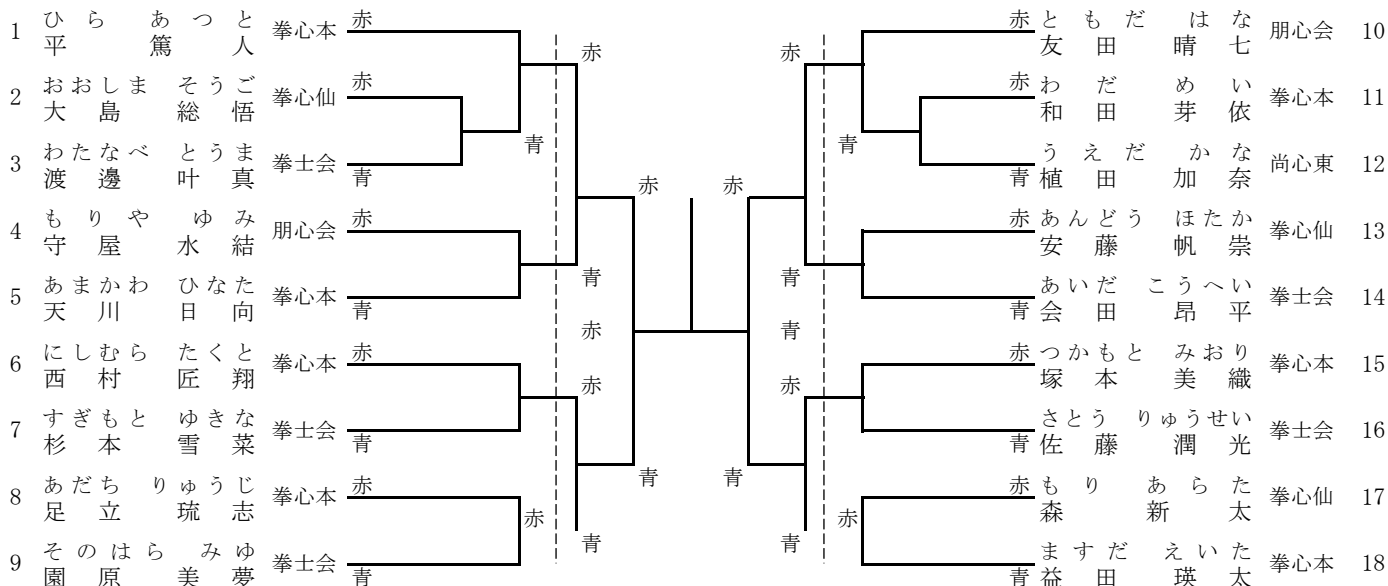 ひら あつと 赤
1 平 篤人 拳心本
おおしま そうご 赤
2 大島 総悟 拳心仙
わたなべ とうま
3 渡邊 叶真 拳士会 青
もりや ゆみ 赤
4 守屋 水結 朋心会
あまかわ ひなた
5 天川 日向 拳心本 青
にしむら たくと 赤
6 西村 匠翔 拳心本
すぎもと ゆきな
7 杉本 雪菜 拳士会 青
あだち りゅうじ 赤
8 足立 琉志 拳心本
そのはら みゆ
9 園原 美夢 拳士会 青
赤
青
赤
青
赤
赤
青
赤
青
赤
赤
青
赤
青
青
赤
青
赤
青
赤 ともだ はな
友田 晴七 朋心会 10
赤 わだ めい
和田 芽依 拳心本 11
うえだ かな
青 植田 加奈 尚心東 12
赤 あんどう ほたか
安藤 帆崇 拳心仙 13
あいだ こうへい
青 会田 昂平 拳士会 14
赤 つかもと みおり
塚本 美織 拳心本 15
さとう りゅうせい
青 佐藤 潤光 拳士会 16
赤 もり あらた
森 新太 拳心仙 17
ますだ えいた
青 益田 瑛太 拳心本 18